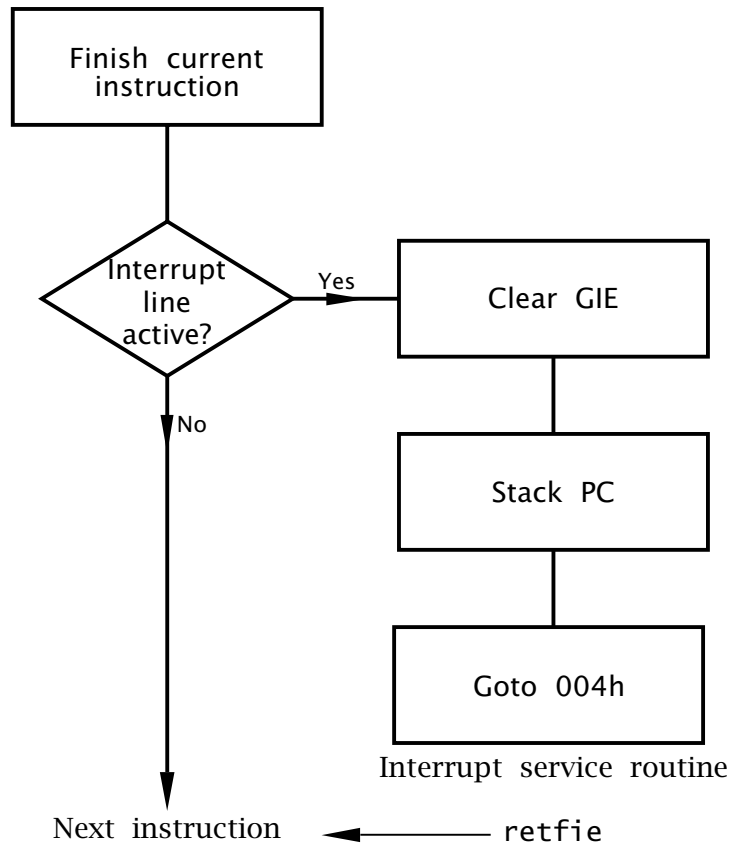 Finish current
instruction
Interrupt
line
active?
Yes
Clear GIE
No
Stack PC
Goto 004h
Interrupt service routine
Next instruction
retfie